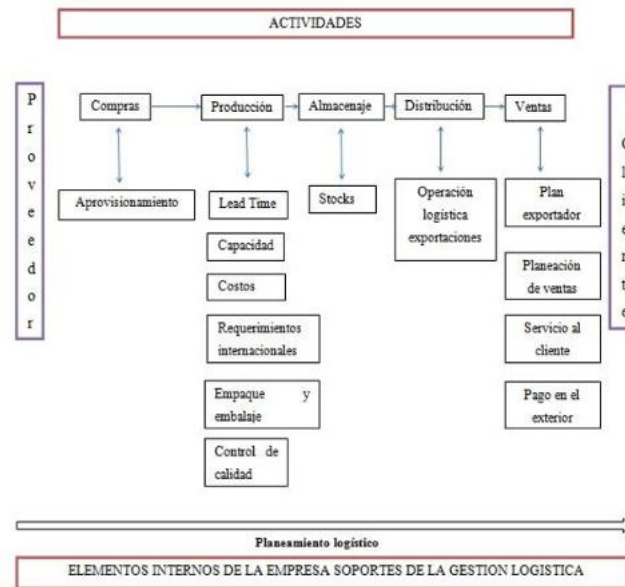 ACTIVIDADES
Proveedor
Compras
Producción
Almacenaje
Distribución
Ventas
Aprovisionamiento
Lead Time
Capacidad
Costos
Requerimientos
internacionales
Empaque y
embalaje
Control de
calidad
Stocks
Operación
logística
exportaciones
Plan
exportador
Planeación
de ventas
Servicio al
cliente
Pago en el
exterior
Cliente
Planeamiento logístico
ELEMENTOS INTERNOS DE LA EMPRESA SOPORTES DE LA GESTION LOGISTICA